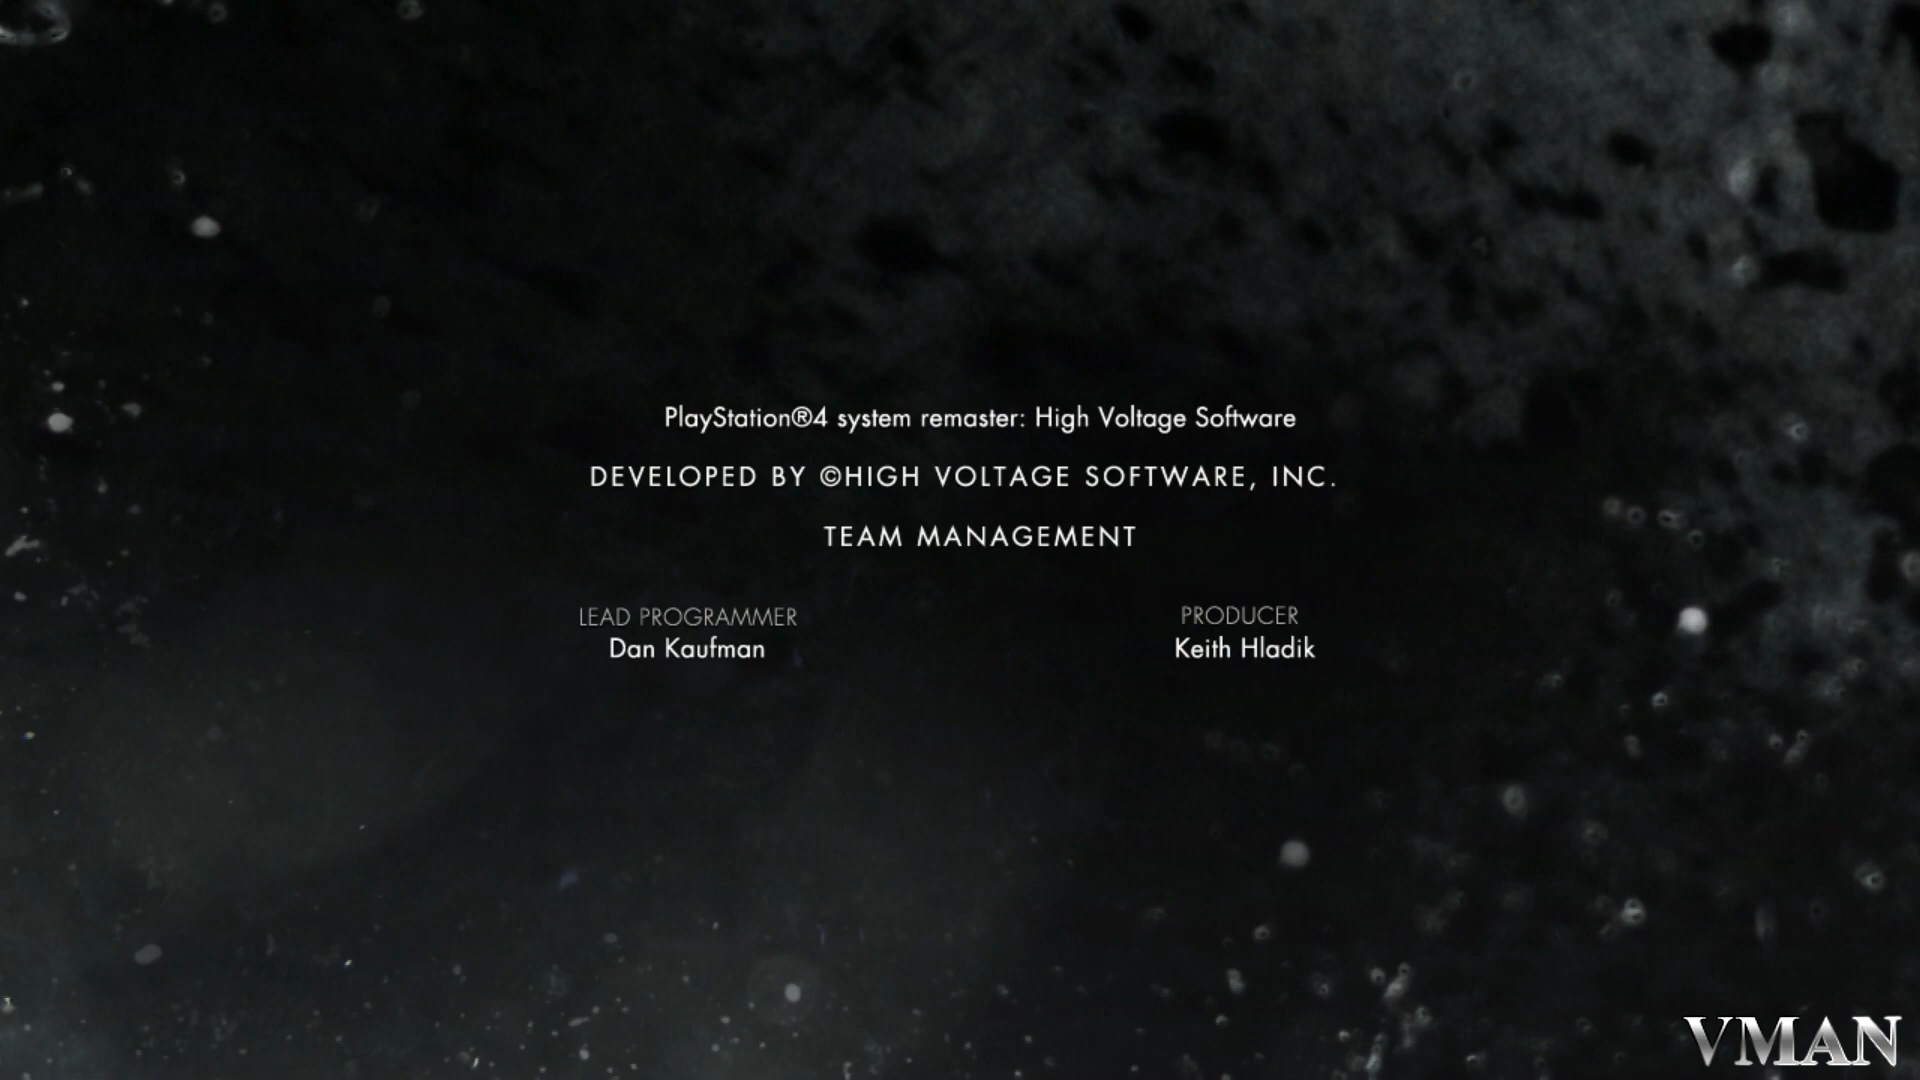 PlayStation®4 system remaster: High Voltage Software
DEVELOPED BY ©HIGH VOLTAGE SOFTWARE, INC.
TEAM MANAGEMENT
LEAD PROGRAMMER
Dan Kaufman
PRODUCER
Keith Hladik
VMAN